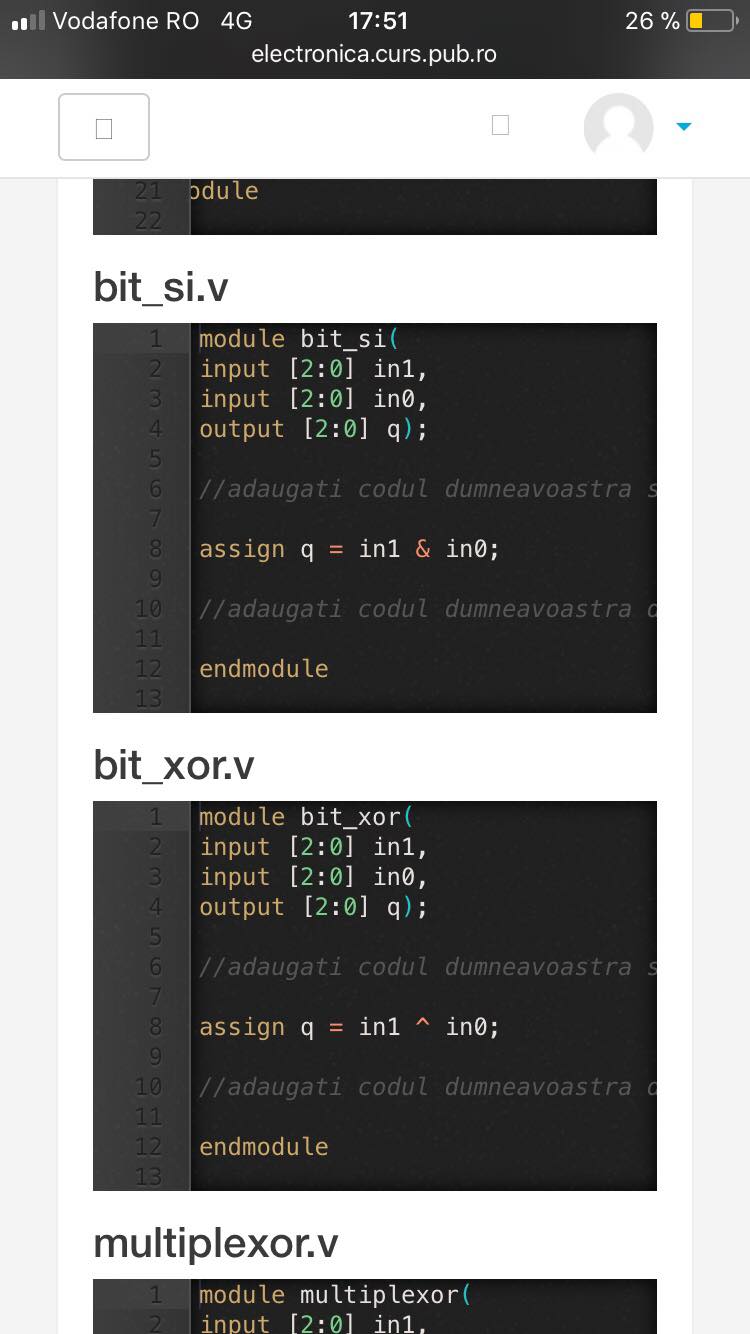 Vodafone RO 4G 17:51 26 %
electronica.curs.pub.ro
21 odule
22
bit_si.v
1 module bit_si(
2 input [2:0] in1,
3 input [2:0] in0,
4 output [2:0] q);
5
6 //adaugati codul dumneavoastra s
7
8 assign q = in1 & in0;
9
10 //adaugati codul dumneavoastra d
11
12 endmodule
13
bit_xor.v
1 module bit_xor(
2 input [2:0] in1,
3 input [2:0] in0,
4 output [2:0] q);
5
6 //adaugati codul dumneavoastra s
7
8 assign q = in1 ^ in0;
9
10 //adaugati codul dumneavoastra d
11
12 endmodule
13
multiplexor.v
1 module multiplexor(
2 input [2:0] in1,